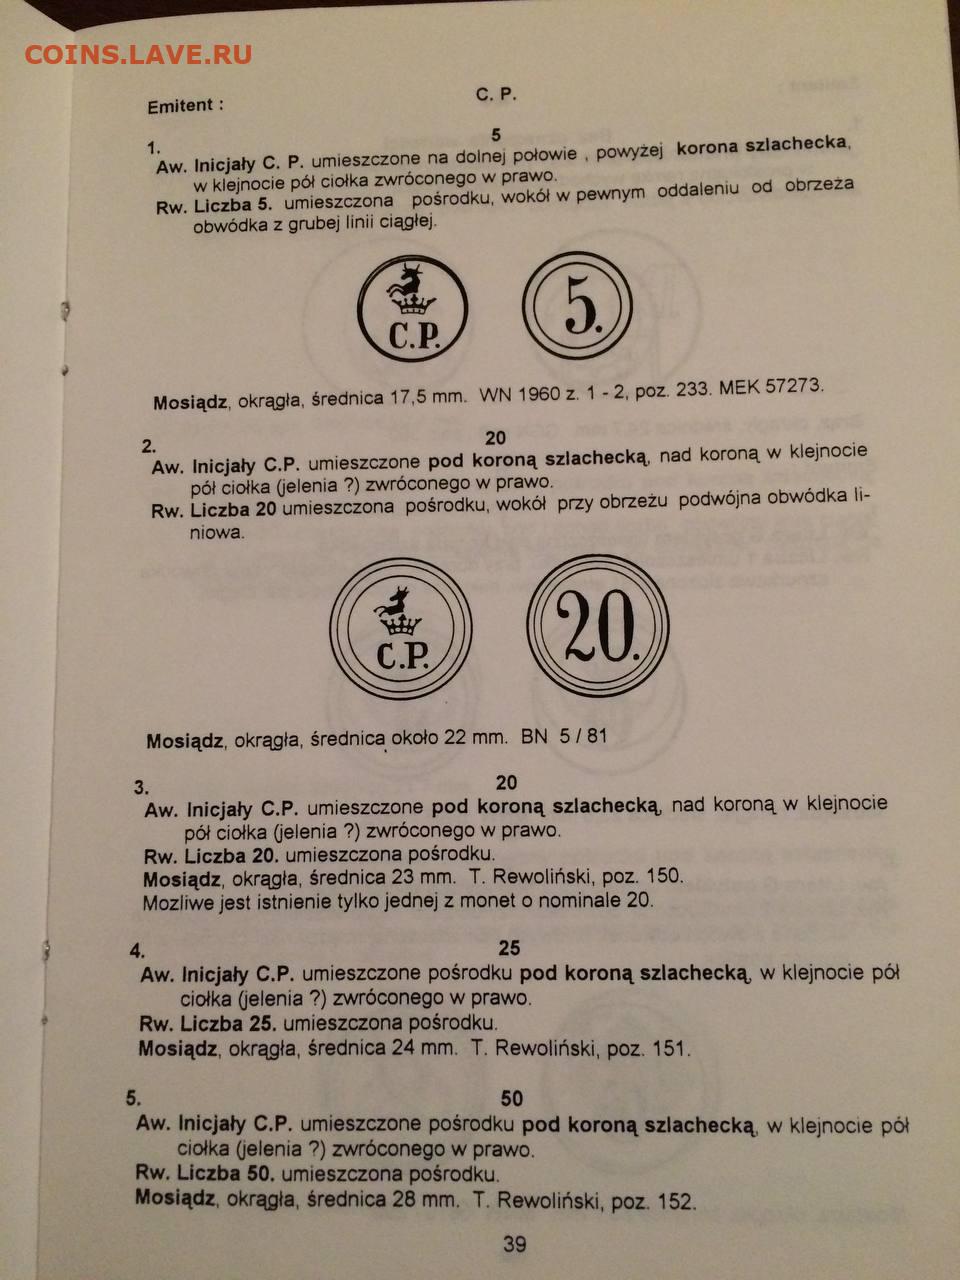 COINS.LAVE.RU
Emitent :
C. P.
1.
5
Aw. Inicjały C. P. umieszczone na dolnej połowie , powyżej korona szlachecka,
w klejnocie pół ciołka zwróconego w prawo.
Rw. Liczba 5. umieszczona pośrodku, wokół w pewnym oddaleniu od obrzeża
obwódka z grubej linii ciągłej.
C.P.
5.
Mosiądz, okrągła, średnica 17,5 mm. WN 1960 z. 1 - 2, poz. 233. MEK 57273.
2.
20
Aw. Inicjały C.P. umieszczone pod koroną szlachecką, nad koroną w klejnocie
pół ciołka (jelenia ?) zwróconego w prawo.
Rw. Liczba 20 umieszczona pośrodku, wokół przy obrzeżu podwójna obwódka li-
niowa.
C.P.
20.
Mosiądz, okrągła, średnica około 22 mm. BN 5 / 81
3.
20
Aw. Inicjały C.P. umieszczone pod koroną szlachecką, nad koroną w klejnocie
pół ciołka (jelenia ?) zwróconego w prawo.
Rw. Liczba 20. umieszczona pośrodku.
Mosiądz, okrągła, średnica 23 mm. T. Rewoliński, poz. 150.
Mozliwe jest istnienie tylko jednej z monet o nominale 20.
4.
25
Aw. Inicjały C.P. umieszczone pośrodku pod koroną szlachecką, w klejnocie pół
ciołka (jelenia ?) zwróconego w prawo.
Rw. Liczba 25. umieszczona pośrodku.
Mosiądz, okrągła, średnica 24 mm. T. Rewoliński, poz. 151.
5.
50
Aw. Inicjały C.P. umieszczone pośrodku pod koroną szlachecką, w klejnocie pół
ciołka (jelenia ?) zwróconego w prawo.
Rw. Liczba 50. umieszczona pośrodku.
Mosiądz, okrągła, średnica 28 mm. T. Rewoliński, poz. 152.
39